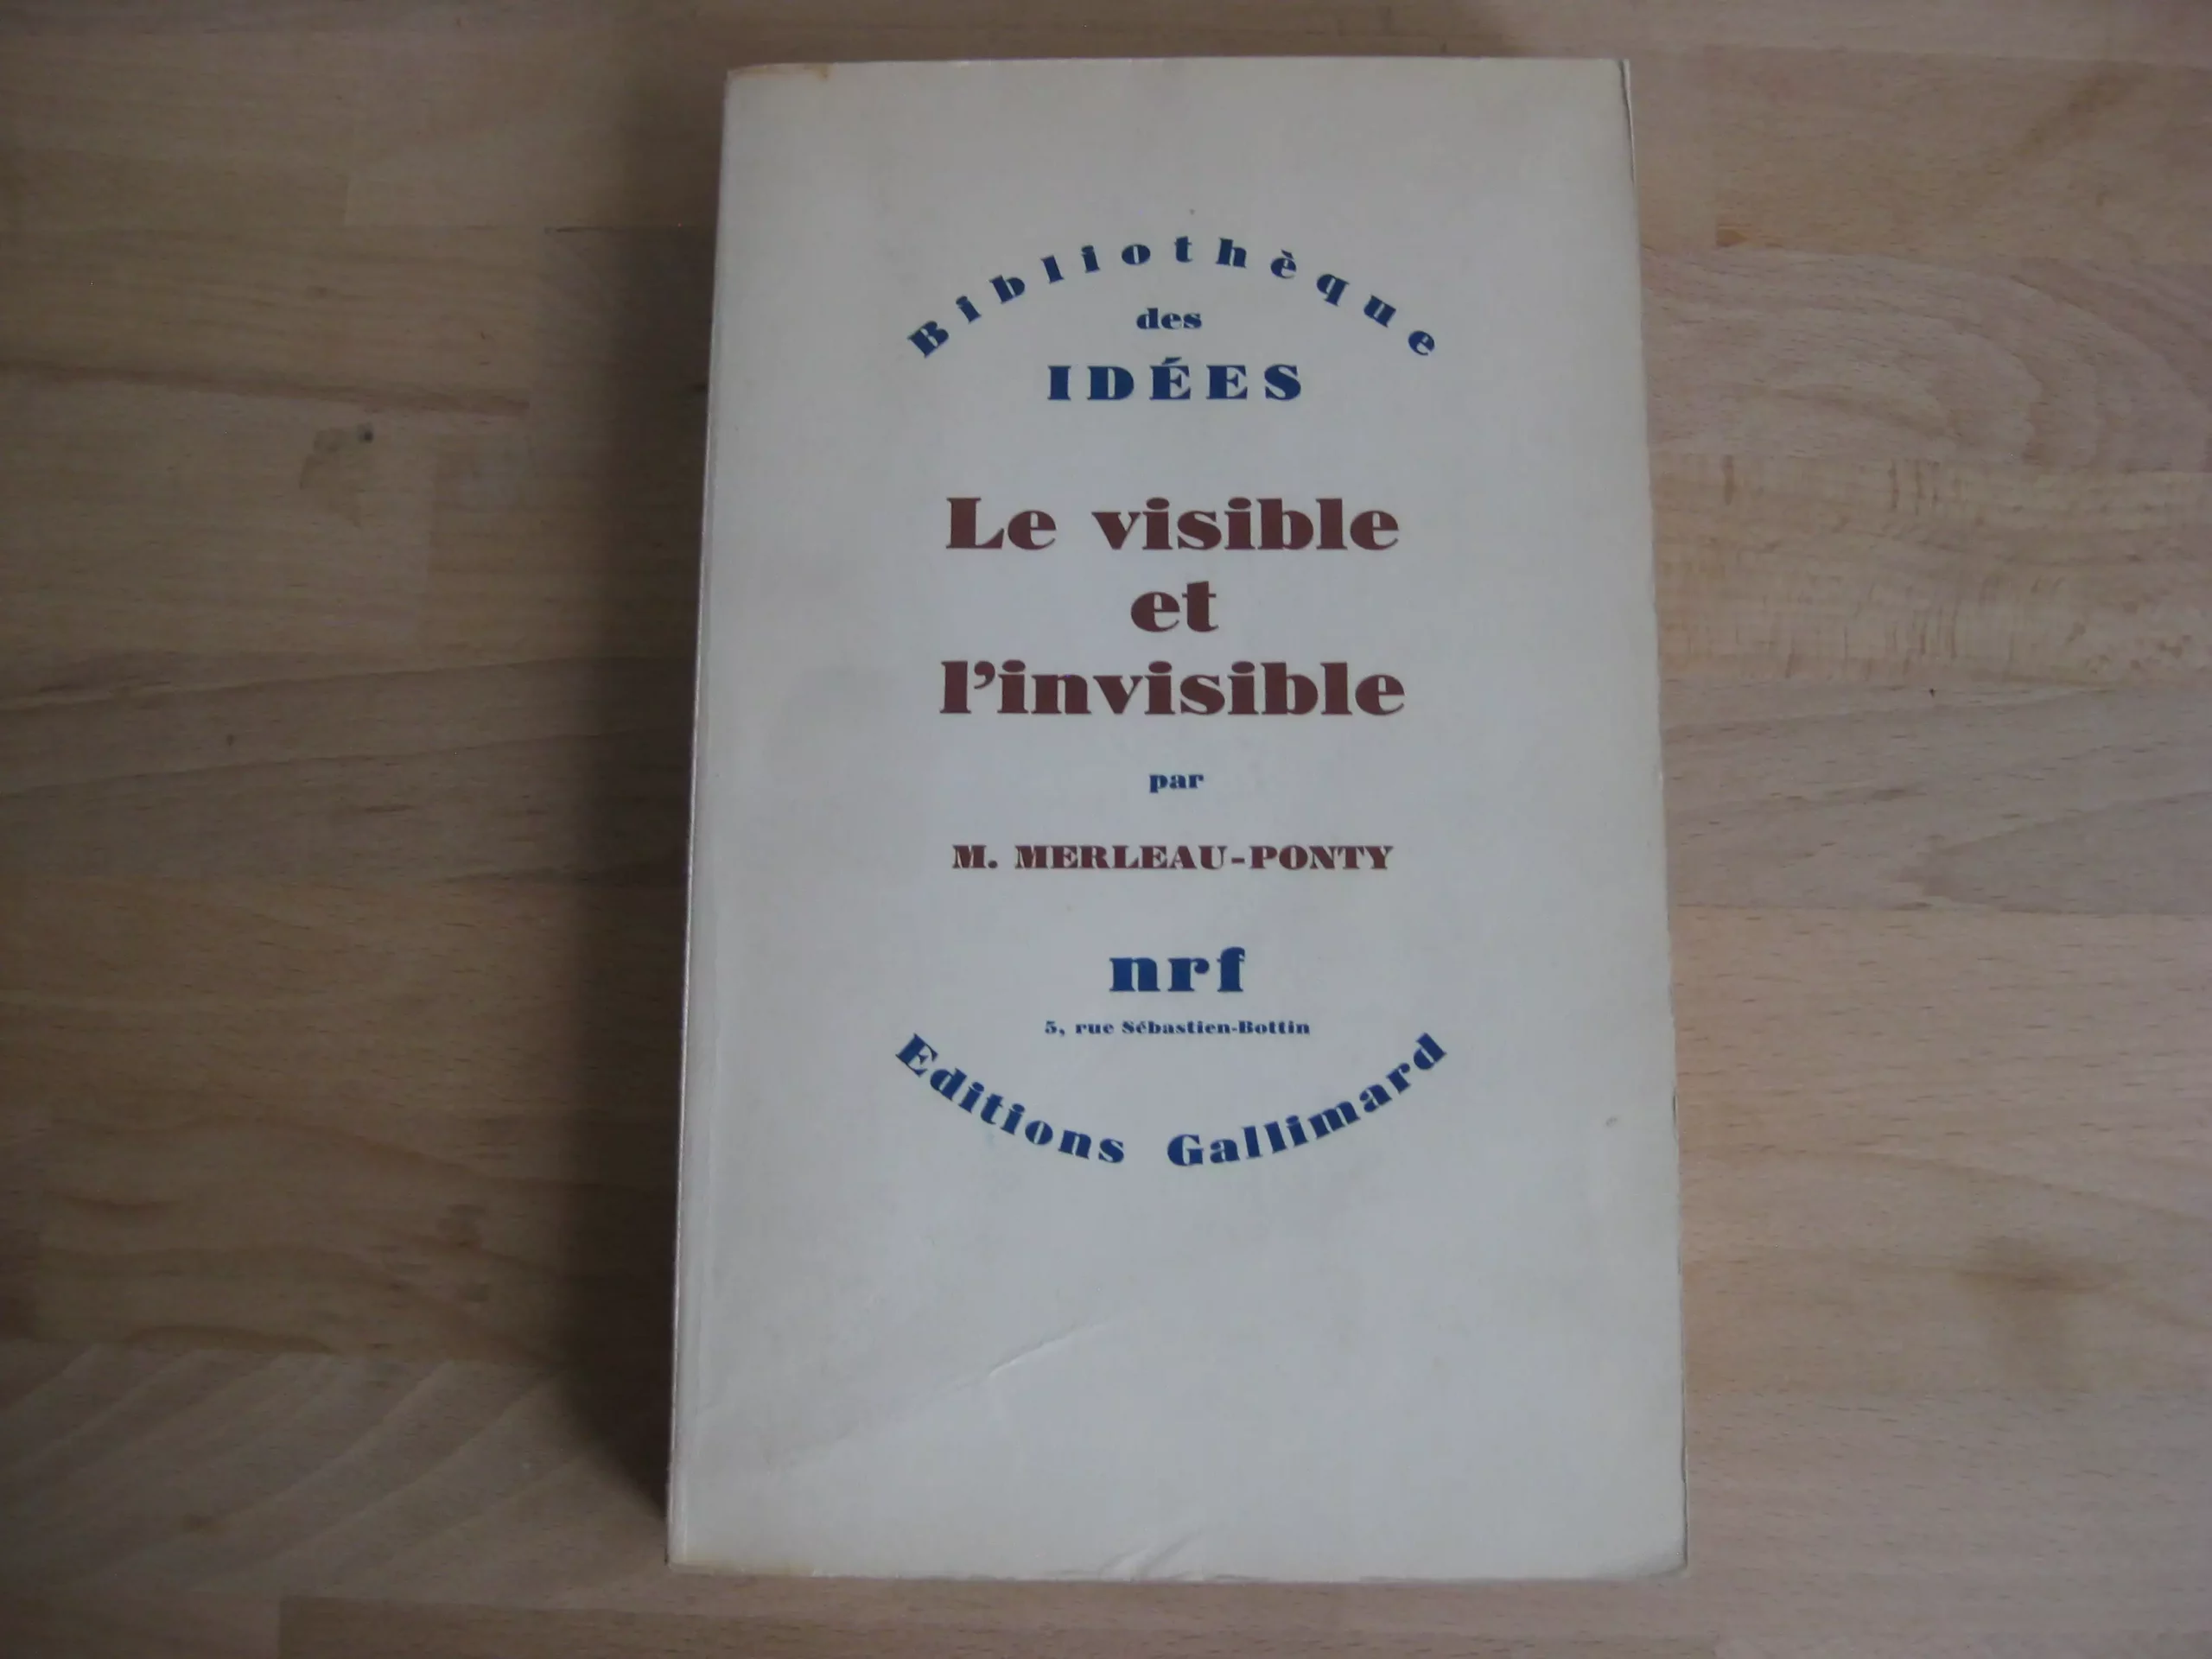 Bibliothèque
des
IDÉES
Le visible
et
l'invisible
par
M. MERLEAU-PONTY
nrf
5, rue Sébastien-Bottin
Editions Gallimard